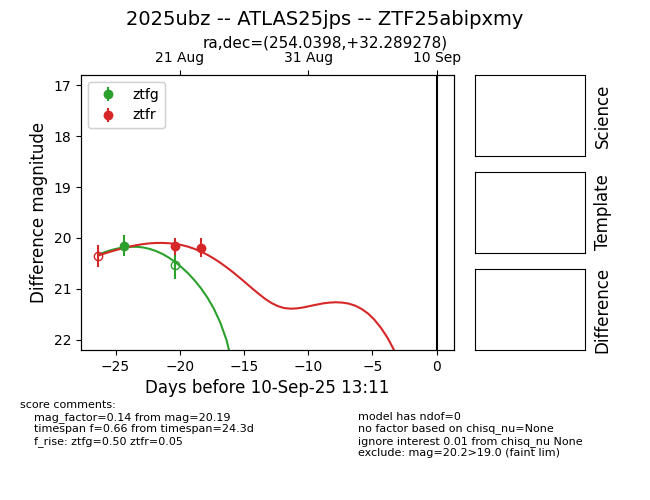 2025ubz -- ATLAS25jps -- ZTF25abipxmy
ra,dec=(254.0398,+32.289278)
21 Aug 31 Aug 10 Sep
ztfg
ztfr
17
18
19
20
21
22
Difference magnitude
−25 −20 −15 −10 −5 0
Days before 10-Sep-25 13:11
Science
Template
Difference
score comments:
mag_factor=0.14 from mag=20.19
timespan f=0.66 from timespan=24.3d
f_rise: ztfg=0.50 ztfr=0.05
model has ndof=0
no factor based on chisq_nu=None
ignore interest 0.01 from chisq_nu None
exclude: mag=20.2>19.0 (faint lim)